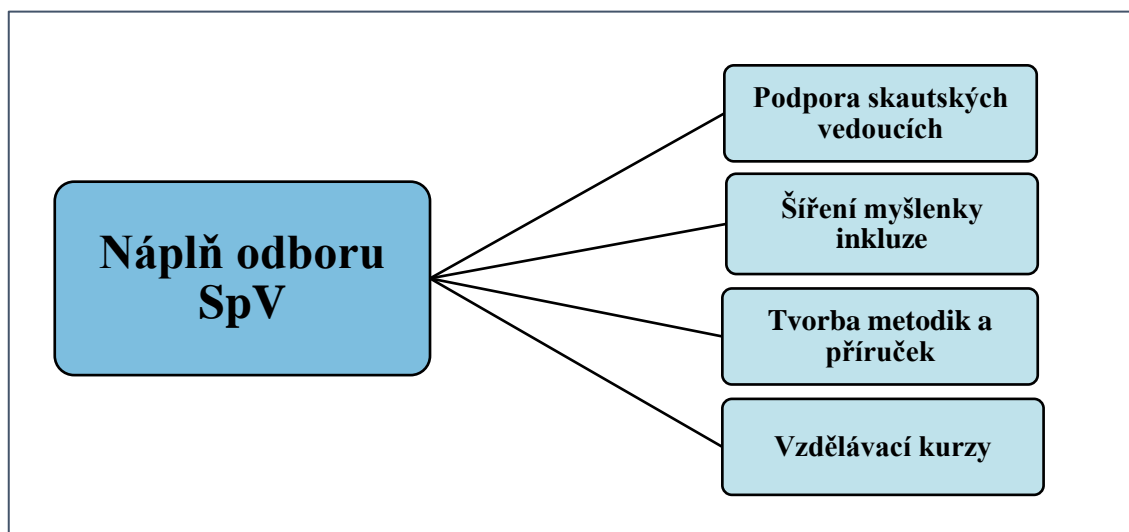 Náplň odboru
SpV
Podpora skautských
vedoucích
Šíření myšlenky
inkluze
Tvorba metodik a
příruček
Vzdělávací kurzy